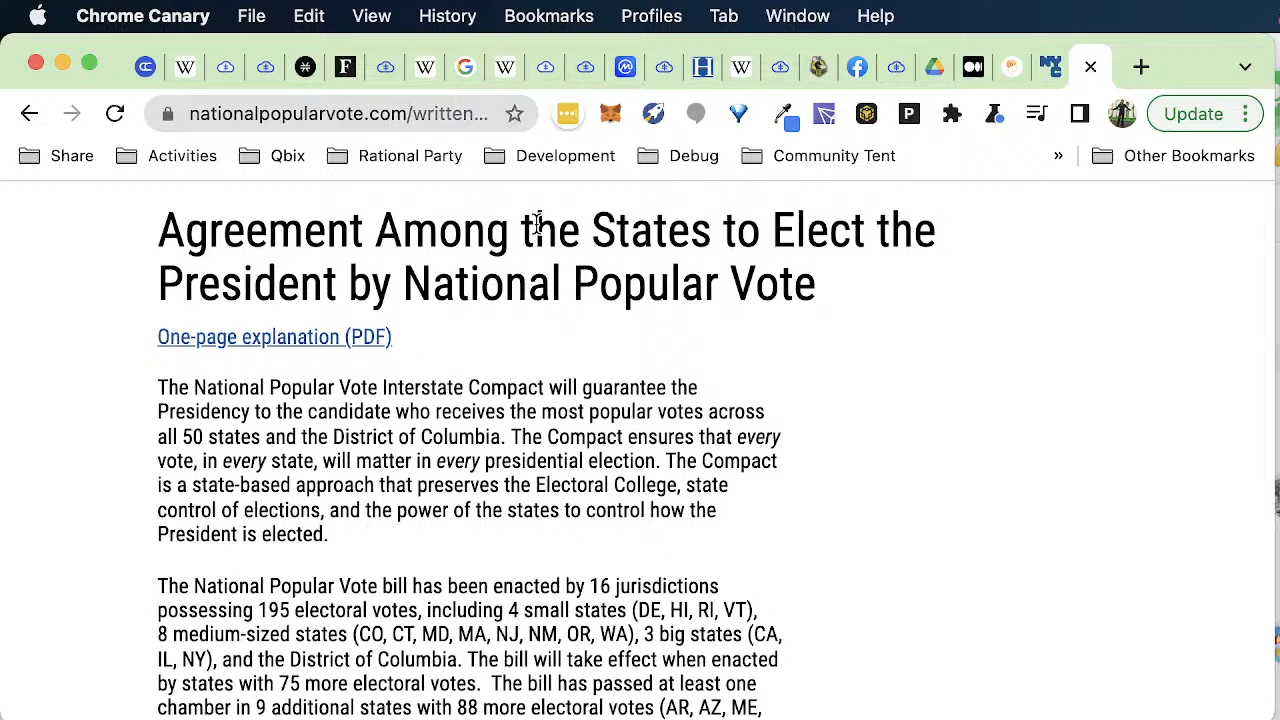 Chrome Canary File Edit View History Bookmarks Profiles Tab Window Help
nationalpopularvote.com/written... Update
Share Activities Qbix Rational Party Development Debug Community Tent » Other Bookmarks
Agreement Among the States to Elect the
President by National Popular Vote
One-page explanation (PDF)
The National Popular Vote Interstate Compact will guarantee the
Presidency to the candidate who receives the most popular votes across
all 50 states and the District of Columbia. The Compact ensures that every
vote, in every state, will matter in every presidential election. The Compact
is a state-based approach that preserves the Electoral College, state
control of elections, and the power of the states to control how the
President is elected.
The National Popular Vote bill has been enacted by 16 jurisdictions
possessing 195 electoral votes, including 4 small states (DE, HI, RI, VT),
8 medium-sized states (CO, CT, MD, MA, NJ, NM, OR, WA), 3 big states (CA,
IL, NY), and the District of Columbia. The bill will take effect when enacted
by states with 75 more electoral votes. The bill has passed at least one
chamber in 9 additional states with 88 more electoral votes (AR, AZ, ME,